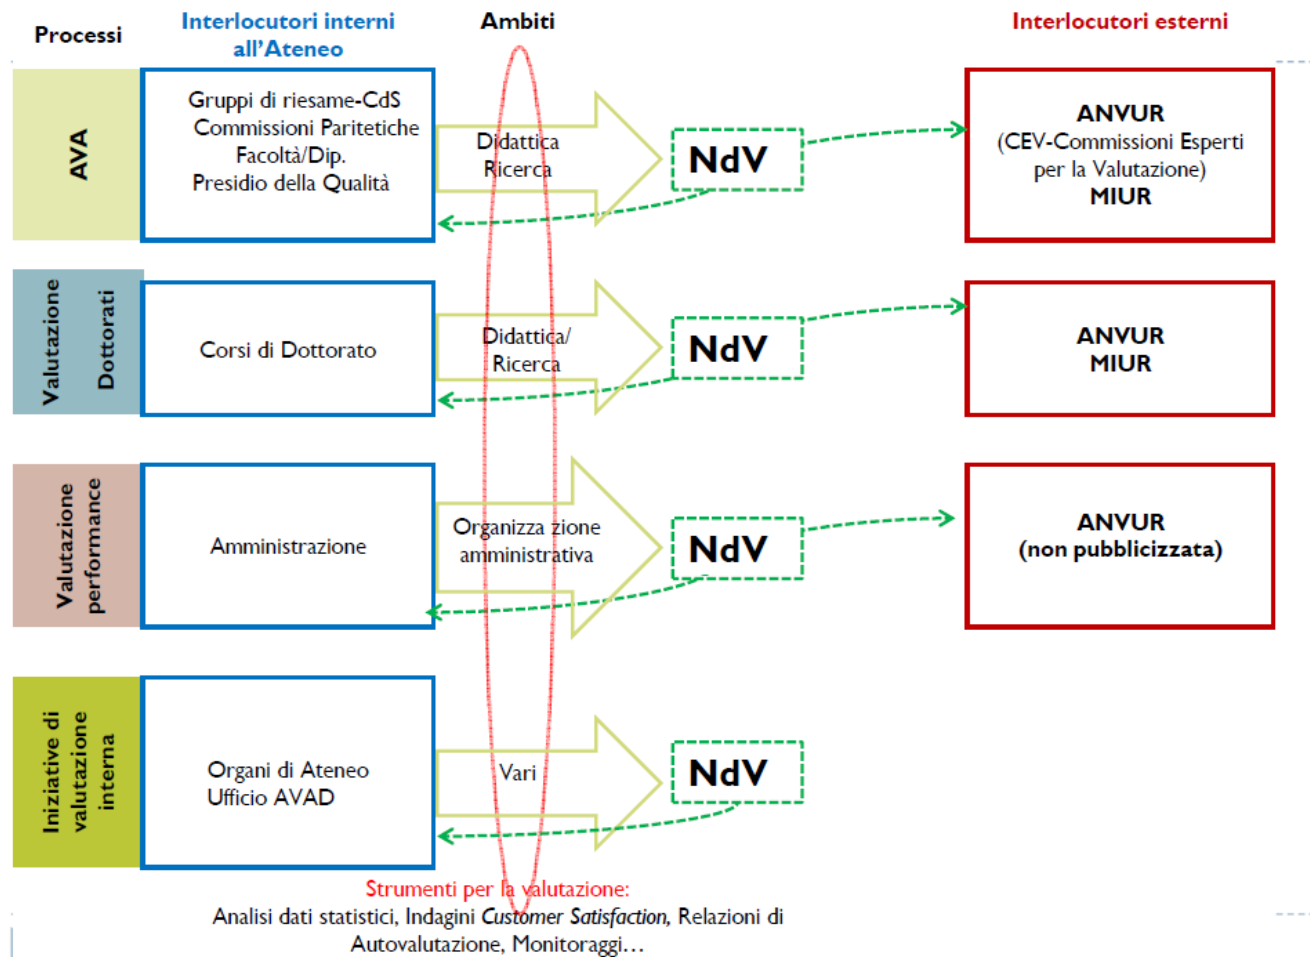 Processi
Interlocutori interni
all'Ateneo
Ambiti
Interlocutori esterni
AVA
Gruppi di riesame-CdS
Commissioni Paritetiche
Facoltà/Dip.
Presidio della Qualità
Didattica
Ricerca
NdV
ANVUR
(CEV-Commissioni Esperti
per la Valutazione)
MIUR
Valutazione
Dottorati
Corsi di Dottorato
Didattica/
Ricerca
NdV
ANVUR
MIUR
Valutazione
performance
Amministrazione
Organizza zione
amministrativa
NdV
ANVUR
(non pubblicizzata)
Iniziative di
valutazione
interna
Organi di Ateneo
Ufficio AVAD
Vari
NdV
Strumenti per la valutazione:
Analisi dati statistici, Indagini Customer Satisfaction, Relazioni di
Autovalutazione, Monitoraggi…